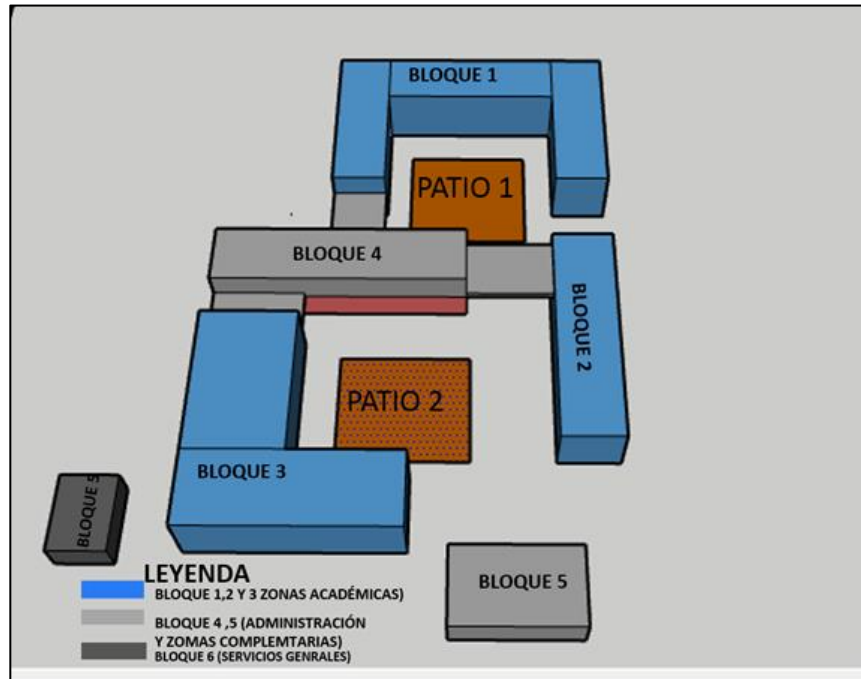 BLOQUE 1
PATIO 1
BLOQUE 4
BLOQUE 2
PATIO 2
BLOQUE 3
BLOQUE 5
BLOQUE 5
LEYENDA
BLOQUE 1,2 Y 3 ZONAS ACADÉMICAS)
BLOQUE 4 ,5 (ADMINISTRACIÓN
Y ZOMAS COMPLEMTARIAS)
BLOQUE 6 (SERVICIOS GENRALES)